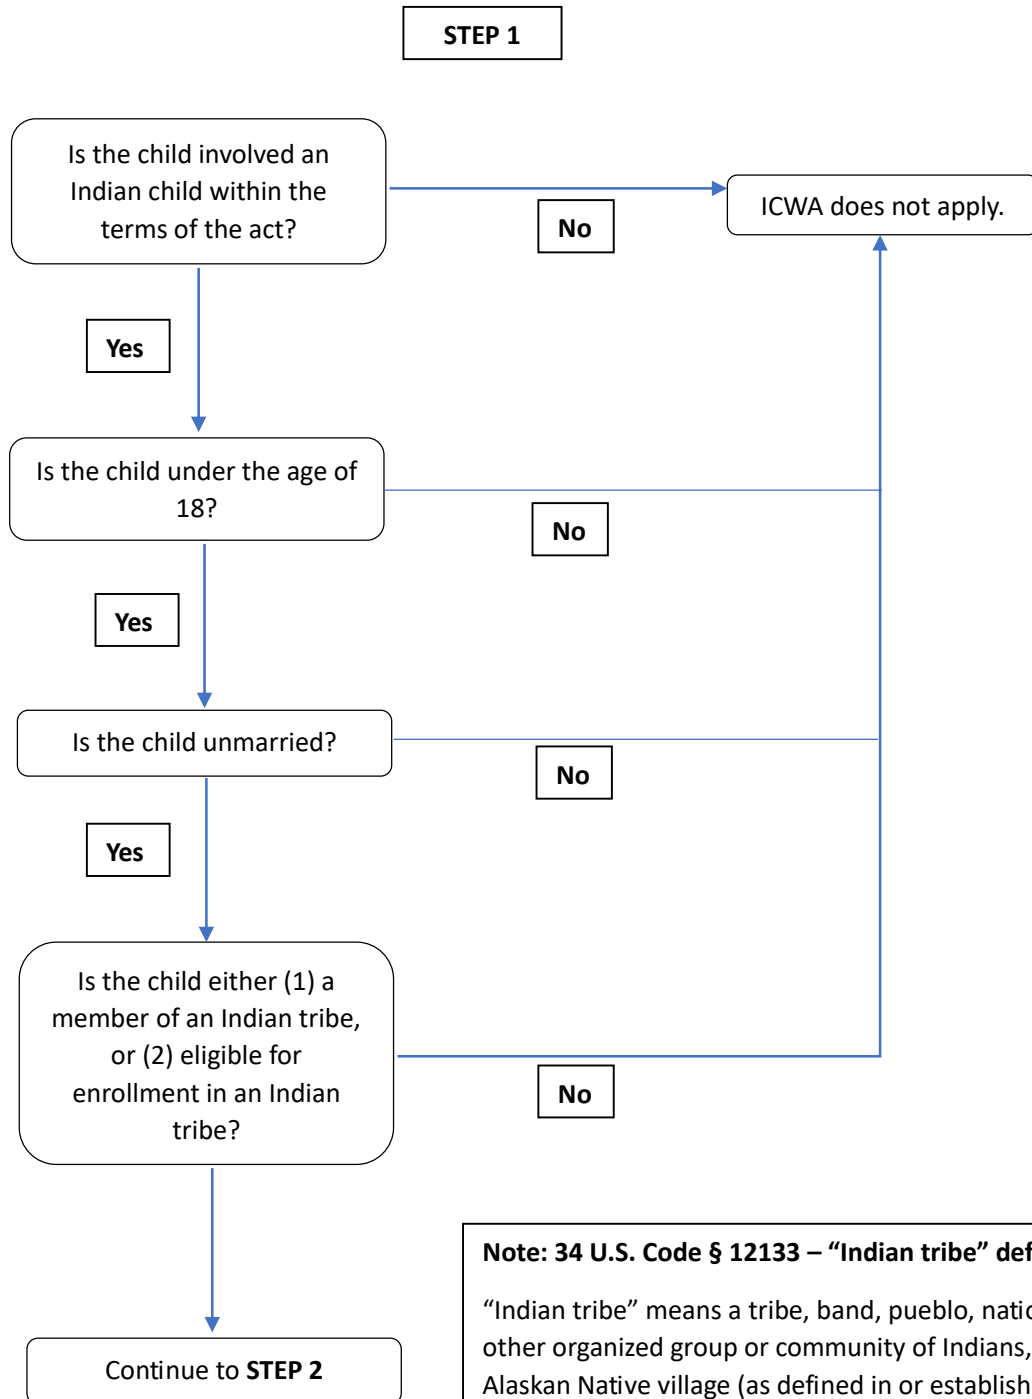 STEP 1
Is the child involved an
Indian child within the
terms of the act?
No
ICWA does not apply.
Yes
Is the child under the age of
18?
No
Yes
Is the child unmarried?
No
Yes
Is the child either (1) a
member of an Indian tribe,
or (2) eligible for
enrollment in an Indian
tribe?
No
Continue to STEP 2
Note: 34 U.S. Code § 12133 – “Indian tribe”
“Indian tribe” means a tribe, band, pueblo,
other organized group or community of Indians,
Alaskan Native village (as defined in or